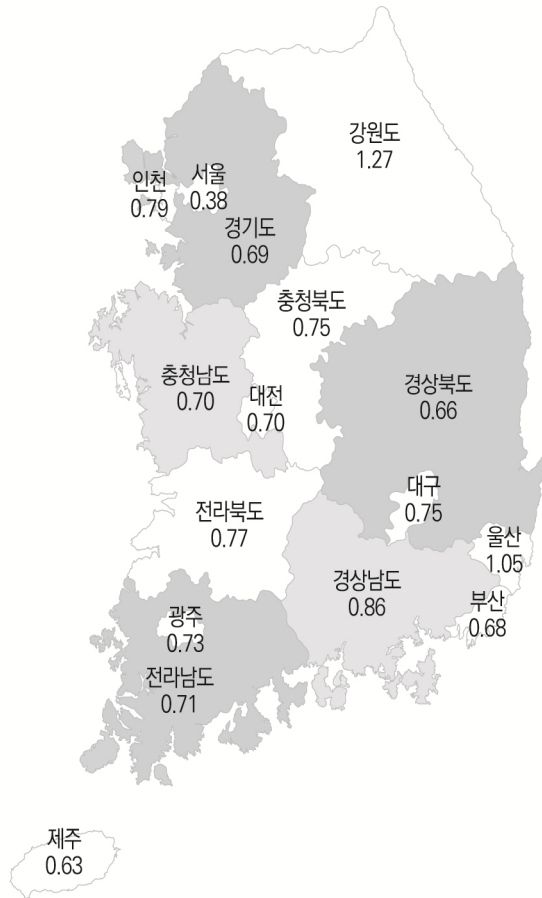 강원도
1.27
인천
0.79
서울
0.38
경기도
0.69
충청북도
0.75
충청남도
0.70
대전
0.70
경상북도
0.66
대구
0.75
전라북도
0.77
울산
1.05
경상남도
0.86
부산
0.68
광주
0.73
전라남도
0.71
제주
0.63